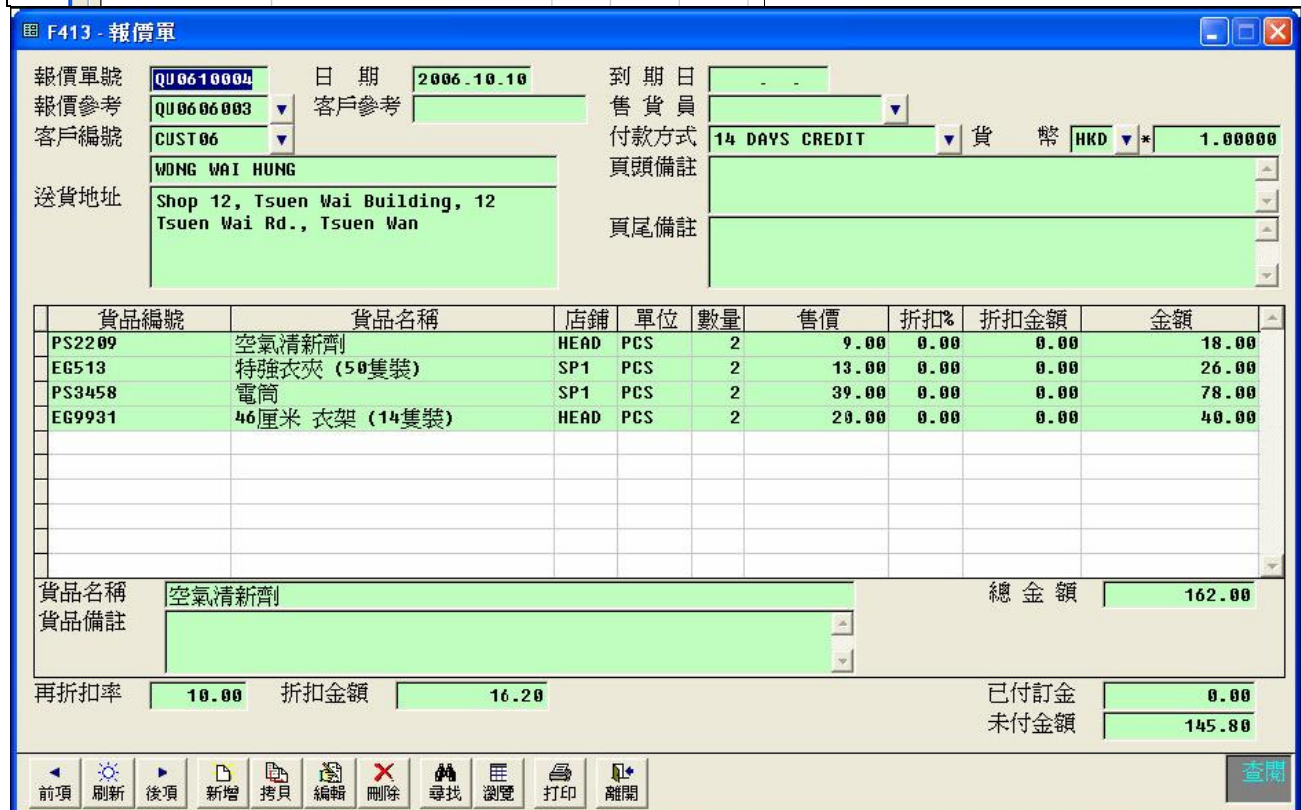 F413 - 報價單
報價單號 QU0610004 日 期 2006.10.10 到 期 日 . .
報價參考 QU0606003 客戶參考 售 貨 員
客戶編號 CUST06 付款方式 14 DAYS CREDIT 貨 幣 HKD * 1.00000
WONG WAI HUNG 頁頭備註
送貨地址 Shop 12, Tsuen Wai Building, 12
Tsuen Wai Rd., Tsuen Wan 頁尾備註
貨品編號 貨品名稱 店鋪 單位 數量 售價 折扣% 折扣金額 金額
PS2209 空氣清新劑 HEAD PCS 2 9.00 0.00 0.00 18.00
EG513 特強衣夾 (50隻裝) SP1 PCS 2 13.00 0.00 0.00 26.00
PS3458 電筒 SP1 PCS 2 39.00 0.00 0.00 78.00
EG9931 46厘米 衣架 (14隻裝) HEAD PCS 2 20.00 0.00 0.00 40.00
貨品名稱 空氣清新劑 總 金 額 162.00
貨品備註
再折扣率 10.00 折扣金額 16.20 已付訂金 0.00
未付金額 145.80
前項 刷新 後項 新增 拷貝 編輯 刪除 尋找 瀏覽 打印 離開 查閱